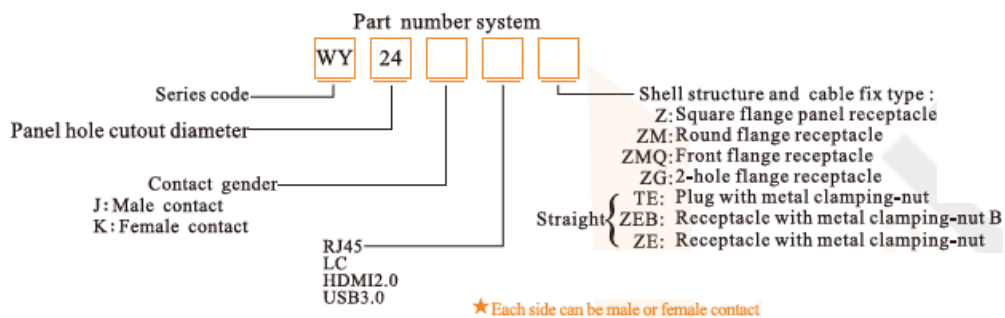 Part number system
WY 24
Series code
Panel hole cutout diameter
Contact gender
J:Male contact
K:Female contact
RJ45
LC
HDMI2.0
USB3.0
Shell structure and cable fix type :
Z:Square flange panel receptacle
ZM:Round flange receptacle
ZMQ:Front flange receptacle
ZG:2-hole flange receptacle
Straight
TE: Plug with metal clamping-nut
ZEB: Receptacle with metal clamping-nut B
ZE: Receptacle with metal clamping-nut
★Each side can be male or female contact